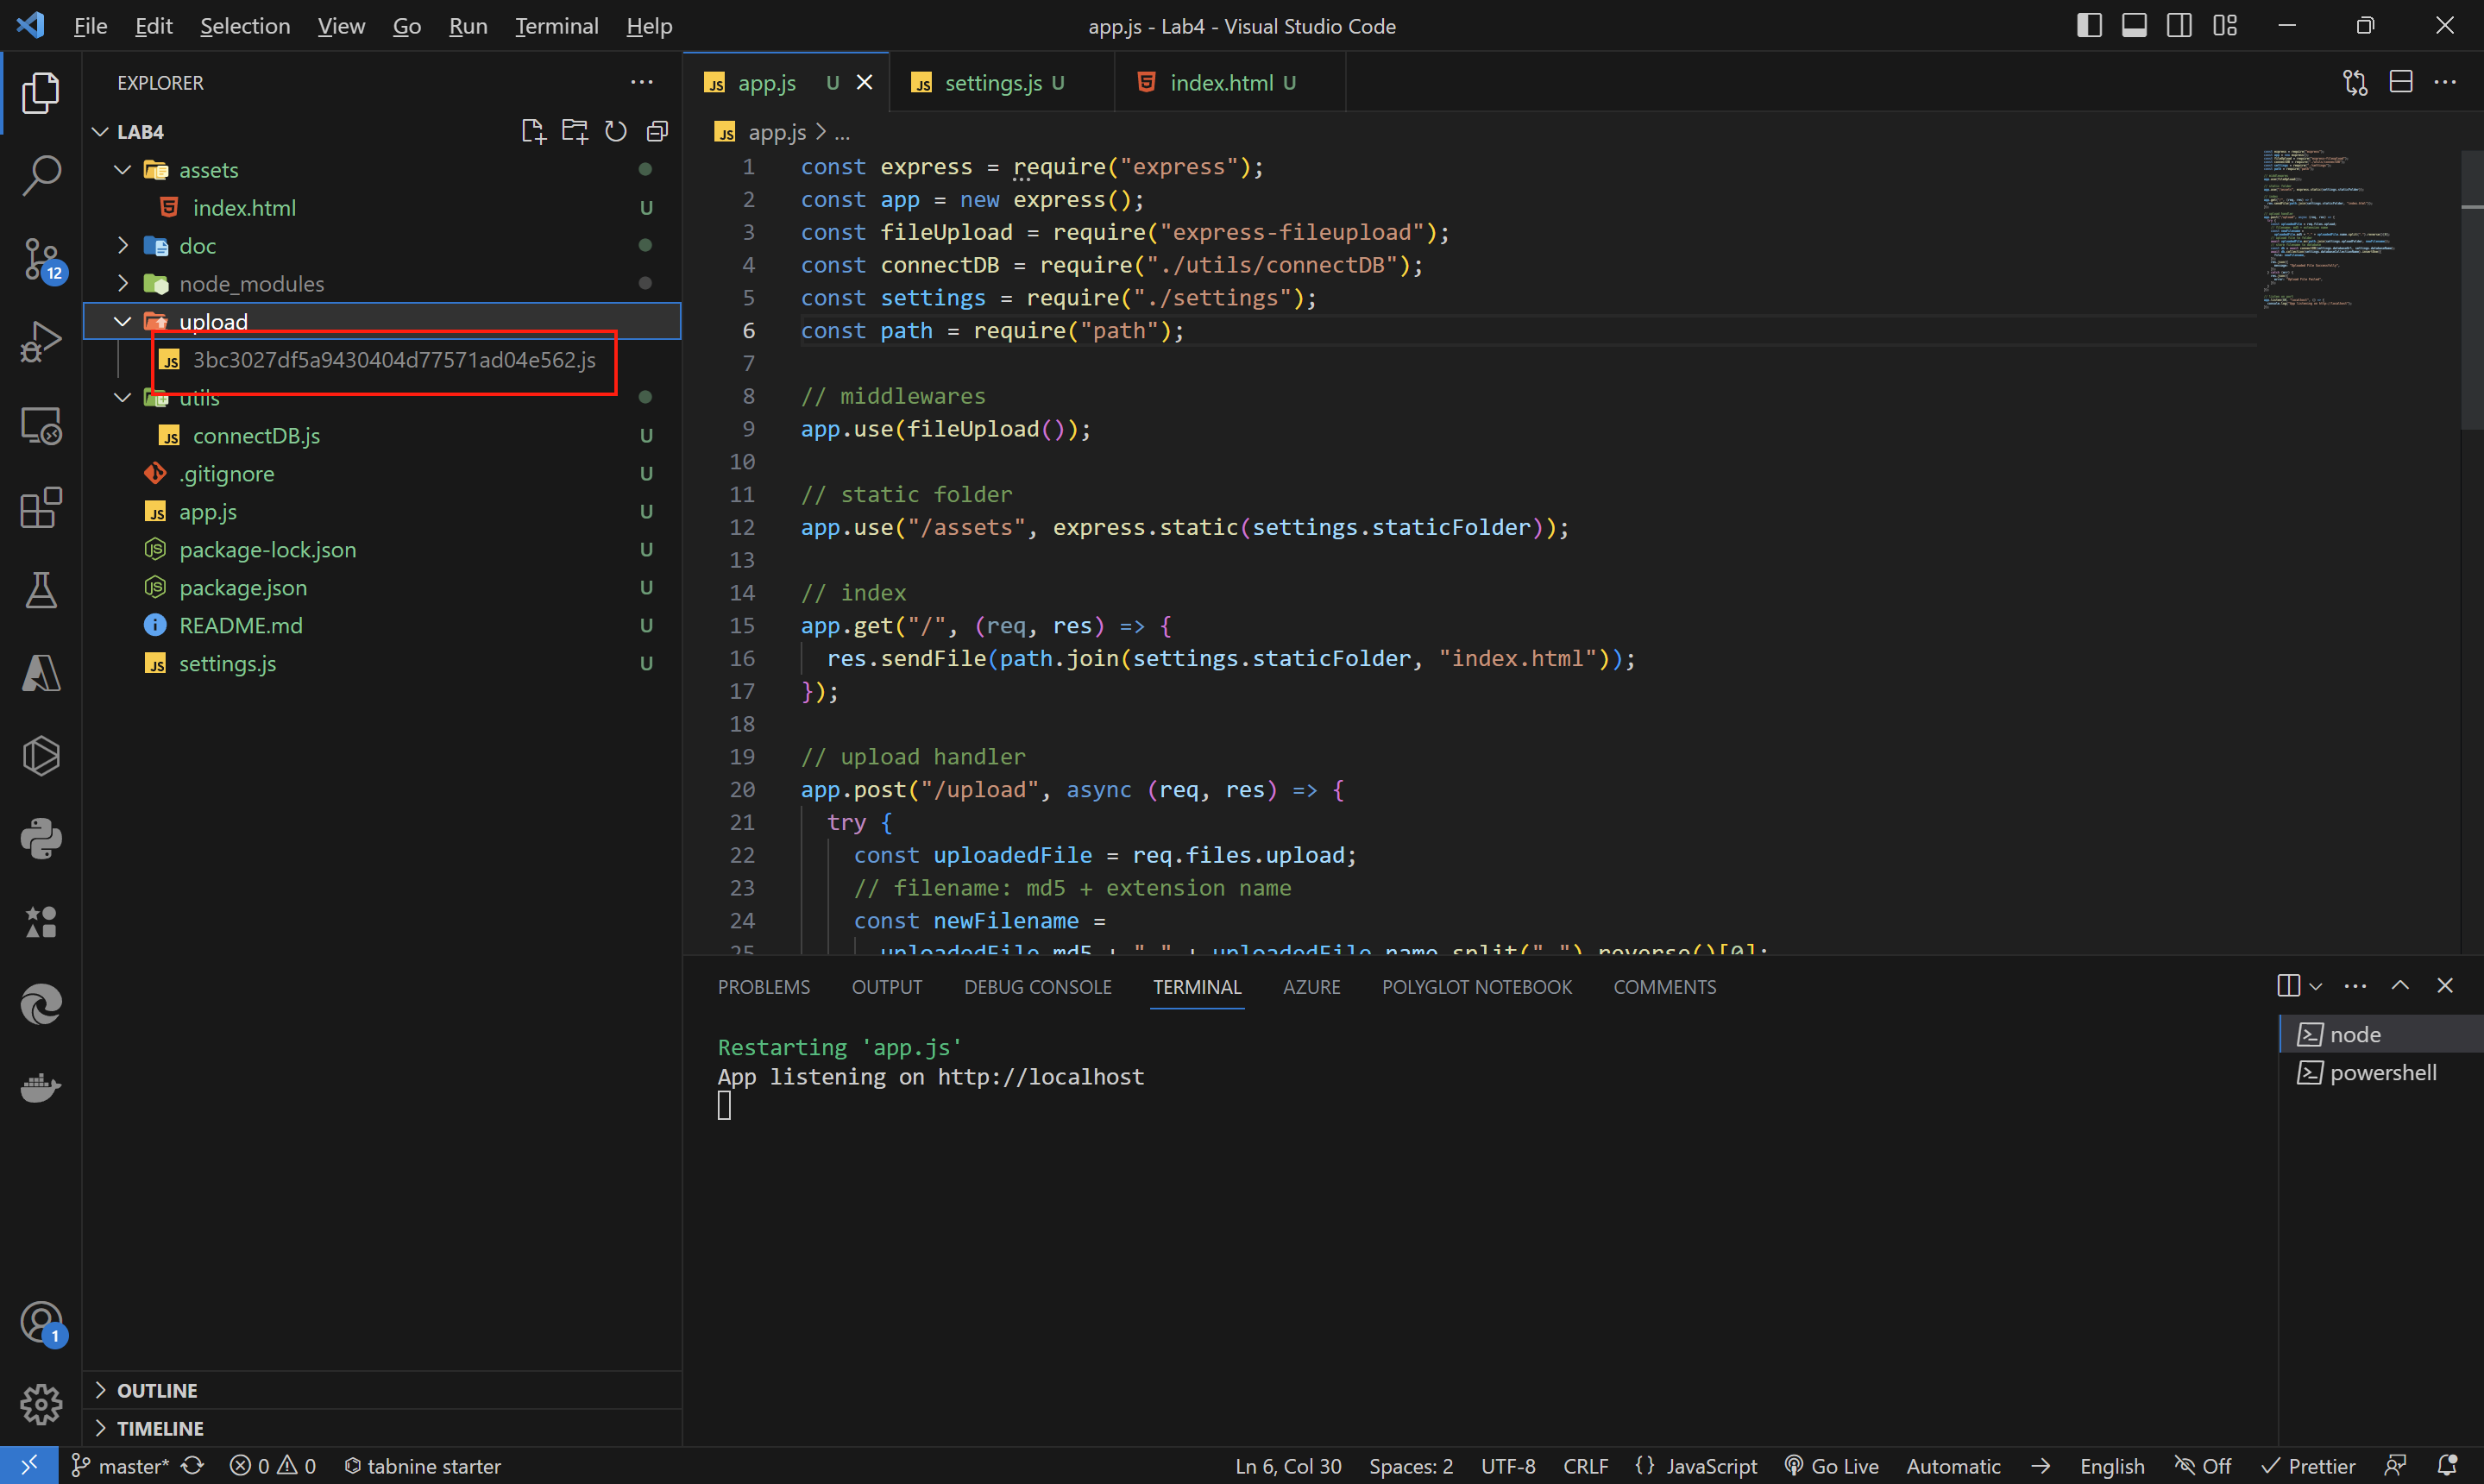 File Edit Selection View Go Run Terminal Help
app.js - Lab4 - Visual Studio Code
EXPLORER
LAB4
assets
index.html U
doc
node_modules
upload
3bc3027df5a9430404d77571ad04e562.js
utils
connectDB.js U
.gitignore U
app.js U
package-lock.json U
package.json U
README.md U
settings.js U
OUTLINE
TIMELINE
12
1
app.js U
settings.js U
index.html U
app.js > ...
1 const express = require("express");
2 const app = new express();
3 const fileUpload = require("express-fileupload");
4 const connectDB = require("./utils/connectDB");
5 const settings = require("./settings");
6 const path = require("path");
7
8 // middlewares
9 app.use(fileUpload());
10
11 // static folder
12 app.use("/assets", express.static(settings.staticFolder));
13
14 // index
15 app.get("/", (req, res) => {
16 res.sendFile(path.join(settings.staticFolder, "index.html"));
17 });
18
19 // upload handler
20 app.post("/upload", async (req, res) => {
21 try {
22 const uploadedFile = req.files.upload;
23 // filename: md5 + extension name
24 const newFilename =
25 uploadedFile.md5 + "." + uploadedFile.name.split(".").reverse()[0];
PROBLEMS OUTPUT DEBUG CONSOLE TERMINAL AZURE POLYGLOT NOTEBOOK COMMENTS
Restarting 'app.js'
App listening on http://localhost
node
powershell
master* 0 0 tabnine starter
Ln 6, Col 30 Spaces: 2 UTF-8 CRLF {} JavaScript Go Live Automatic English Off Prettier